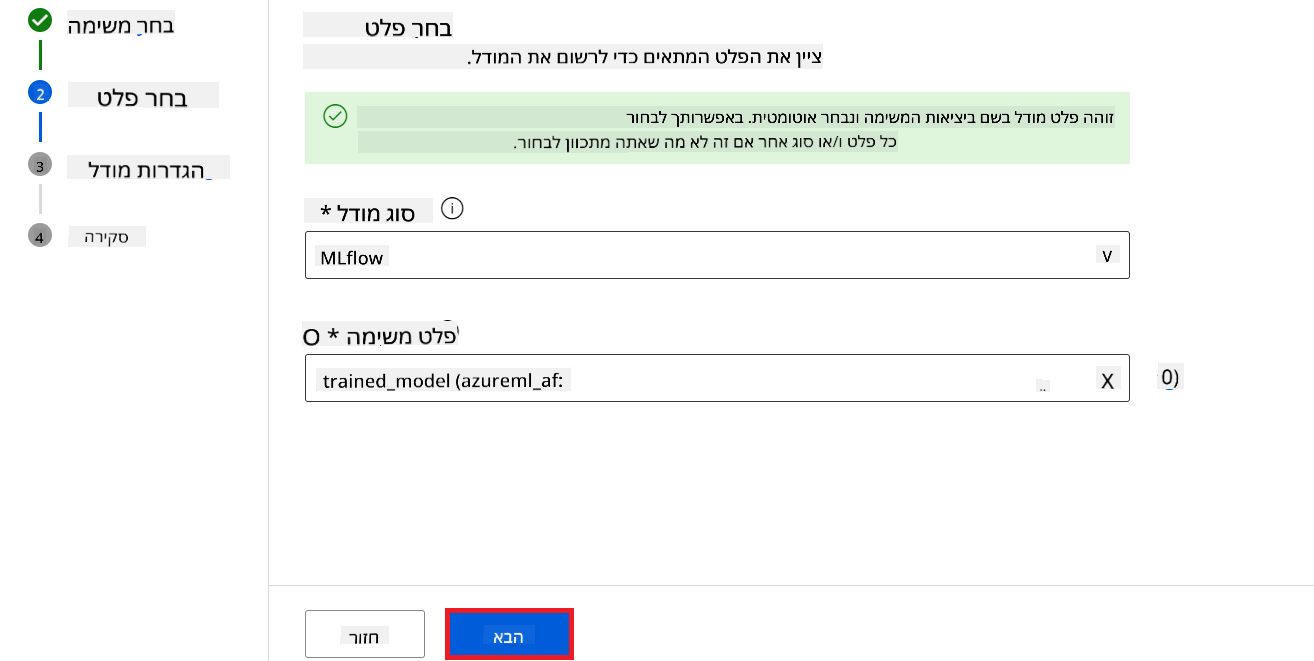 בחר משימה
2
בחר פלט
3
הגדרות מודל
4
סקירה
בחר פלט
ציין את הפלט המתאים כדי לרשום את המודל.
זוהה פלט מודל בשם ביציאות המשימה ונבחר אוטומטית. באפשרותך לבחור
כל פלט ו/או סוג אחר אם זה לא מה שאתה מתכוון לבחור.
סוג מודל *
MLflow
פלט משימה * O
trained_model (azureml_af:
X
0)
חזור
הבא